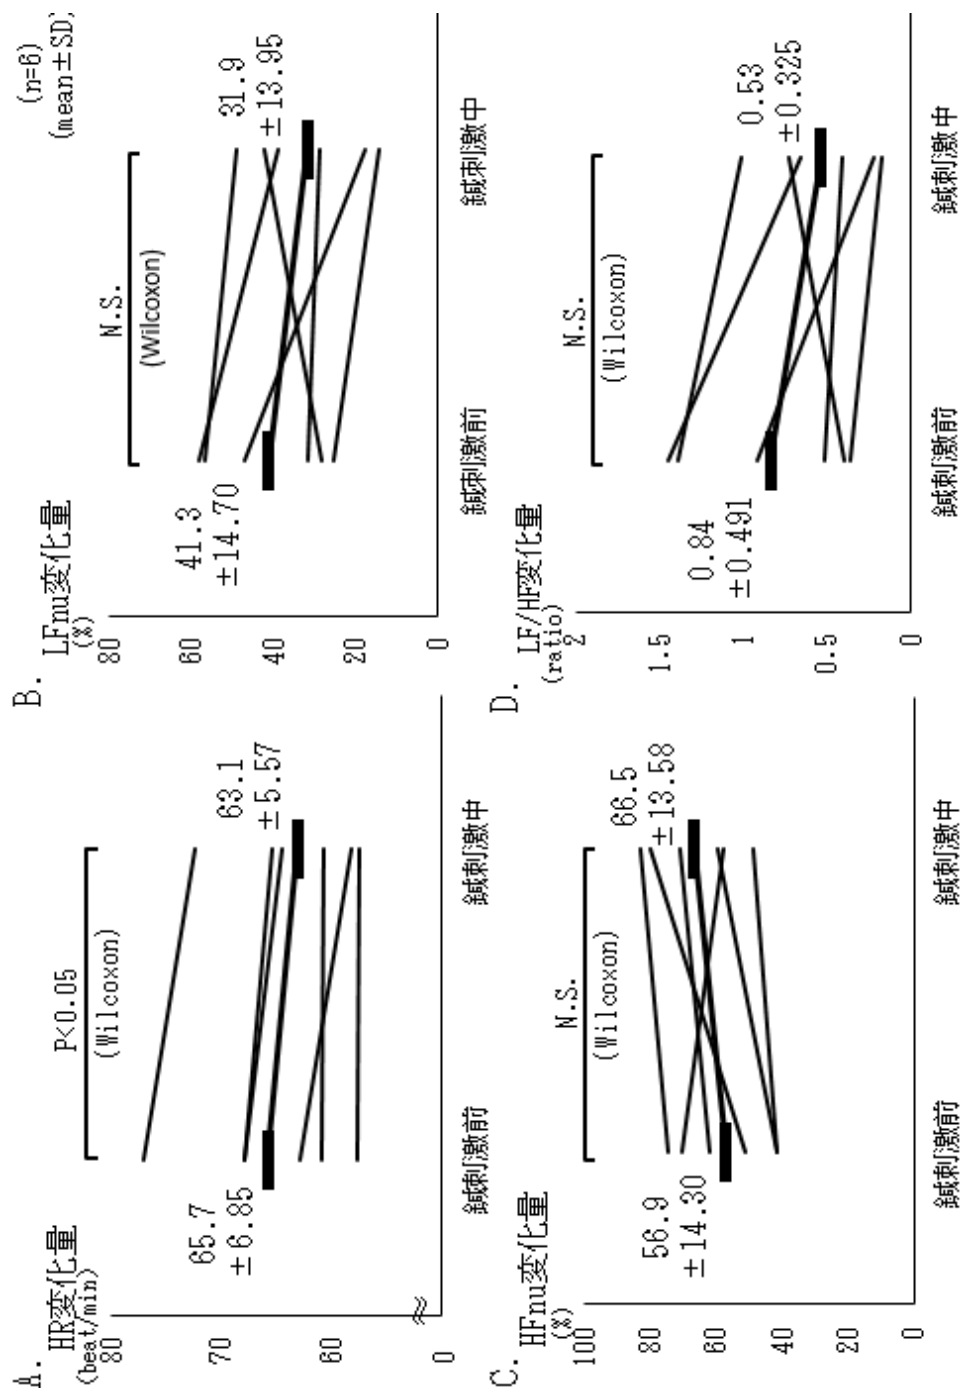 (n=6)
(mean±SD)
A.
HR変化量
(beat/min)
80
70
60
0
P<0.05
(Wilcoxon)
65.7
±6.85
63.1
±5.57
鍼刺激前
鍼刺激中
B.
LFnu変化量
(%)
80
60
40
20
0
N.S.
(Wilcoxon)
41.3
±14.70
31.9
±13.95
鍼刺激前
鍼刺激中
C.
HFnu変化量
(%)
100
80
60
40
20
0
N.S.
(Wilcoxon)
56.9
±14.30
66.5
±13.58
鍼刺激前
鍼刺激中
D.
LF/HF変化量
(ratio)
2
1.5
1
0.5
0
N.S.
(Wilcoxon)
0.84
±0.491
0.53
±0.325
鍼刺激前
鍼刺激中